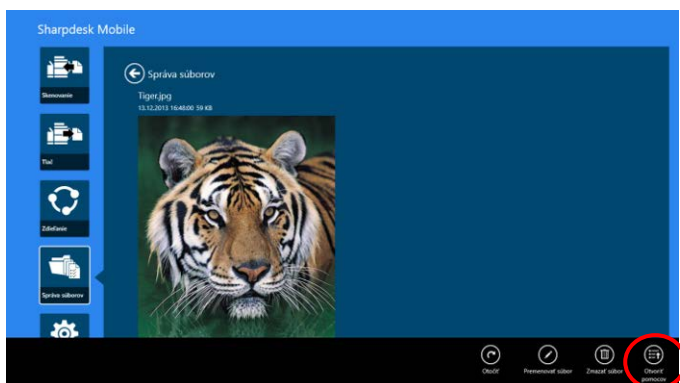 Sharpdesk Mobile
Skenovanie
Správa súborov
Tiger.jpg
13.12.2013 16:48:00 59 KB
Tlač
Zdieľanie
Správa súborov
Otočiť
Premenovať súbor
Zmazať súbor
Otvoriť
pomocou